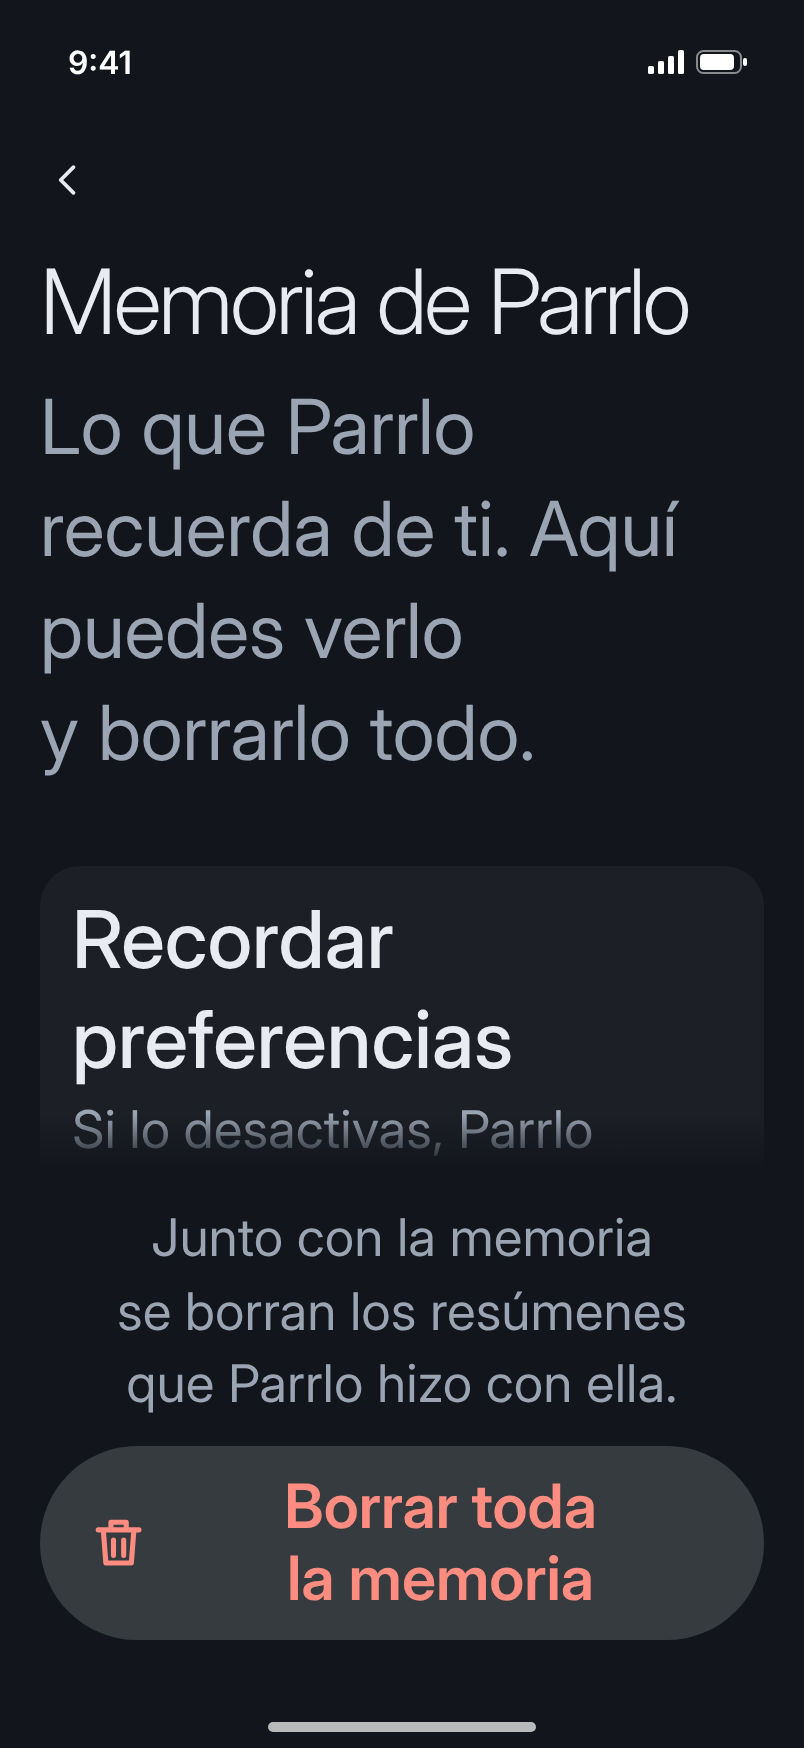 9:41
Memoria de Parrlo
Lo que Parrlo
recuerda de ti. Aquí
puedes verlo
y borrarlo todo.
Recordar
preferencias
Si lo desactivas, Parrlo
Junto con la memoria
se borran los resúmenes
que Parrlo hizo con ella.
Borrar toda
la memoria